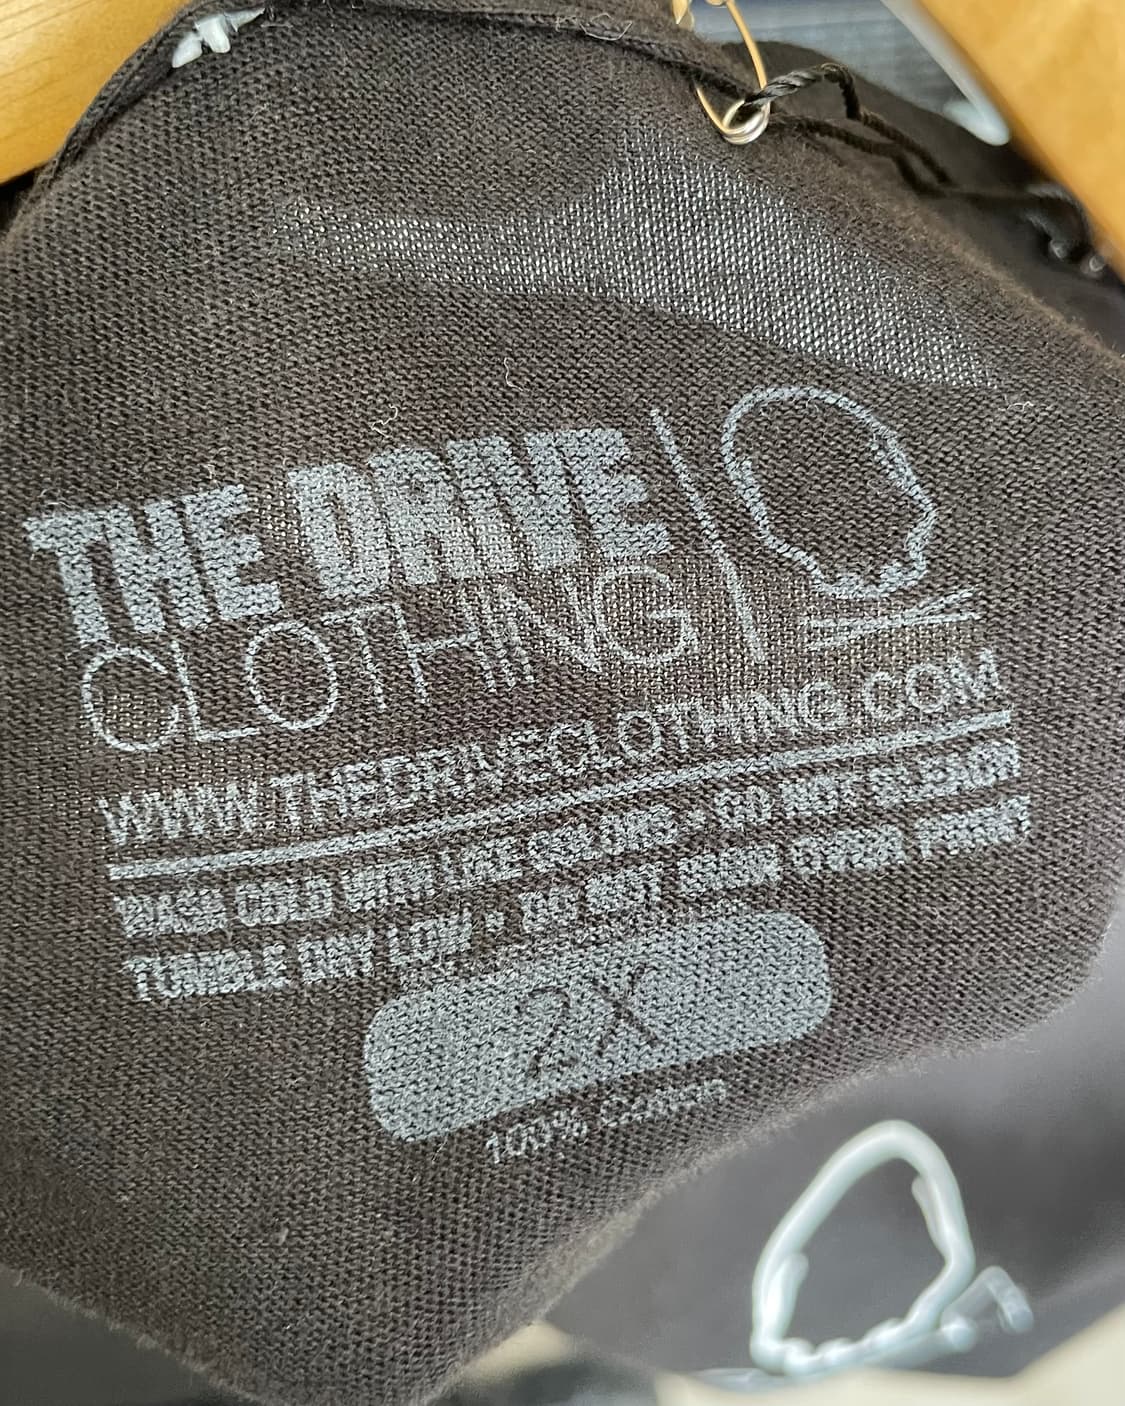 THE DRIVE
CLOTHING
WWW.THEDRIVECLOTHING.COM
WASH COLD WITH LIKE COLORS • DO NOT BLEACH
TUMBLE DRY LOW • DO NOT IRON OVER PRINT
2X
100% Cotton